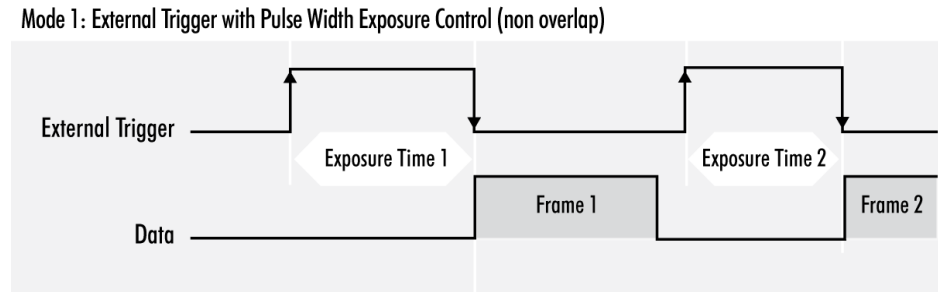 Mode 1: External Trigger with Pulse Width Exposure Control (non overlap)
External Trigger
Exposure Time 1
Exposure Time 2
Frame 1
Frame 2
Data